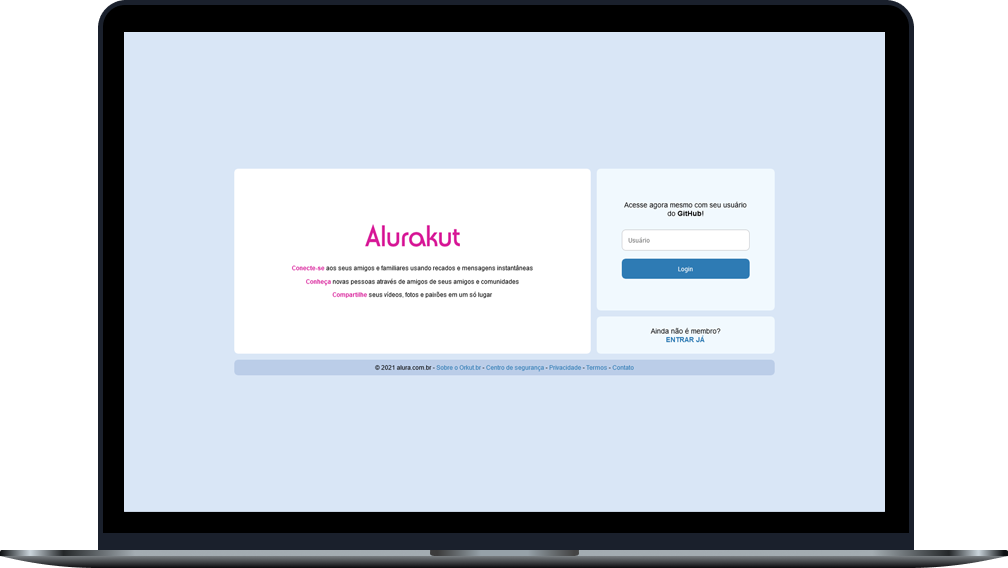 Alurakut
Conecte-se aos seus amigos e familiares usando recados e mensagens instantâneas
Conheça novas pessoas através de amigos de seus amigos e comunidades
Compartilhe seus vídeos, fotos e paixões em um só lugar
Acesse agora mesmo com seu usuário
do GitHub!
Usuário
Login
Ainda não é membro?
ENTRAR JÁ
© 2021 alura.com.br - Sobre o Orkut.br - Centro de segurança - Privacidade - Termos - Contato